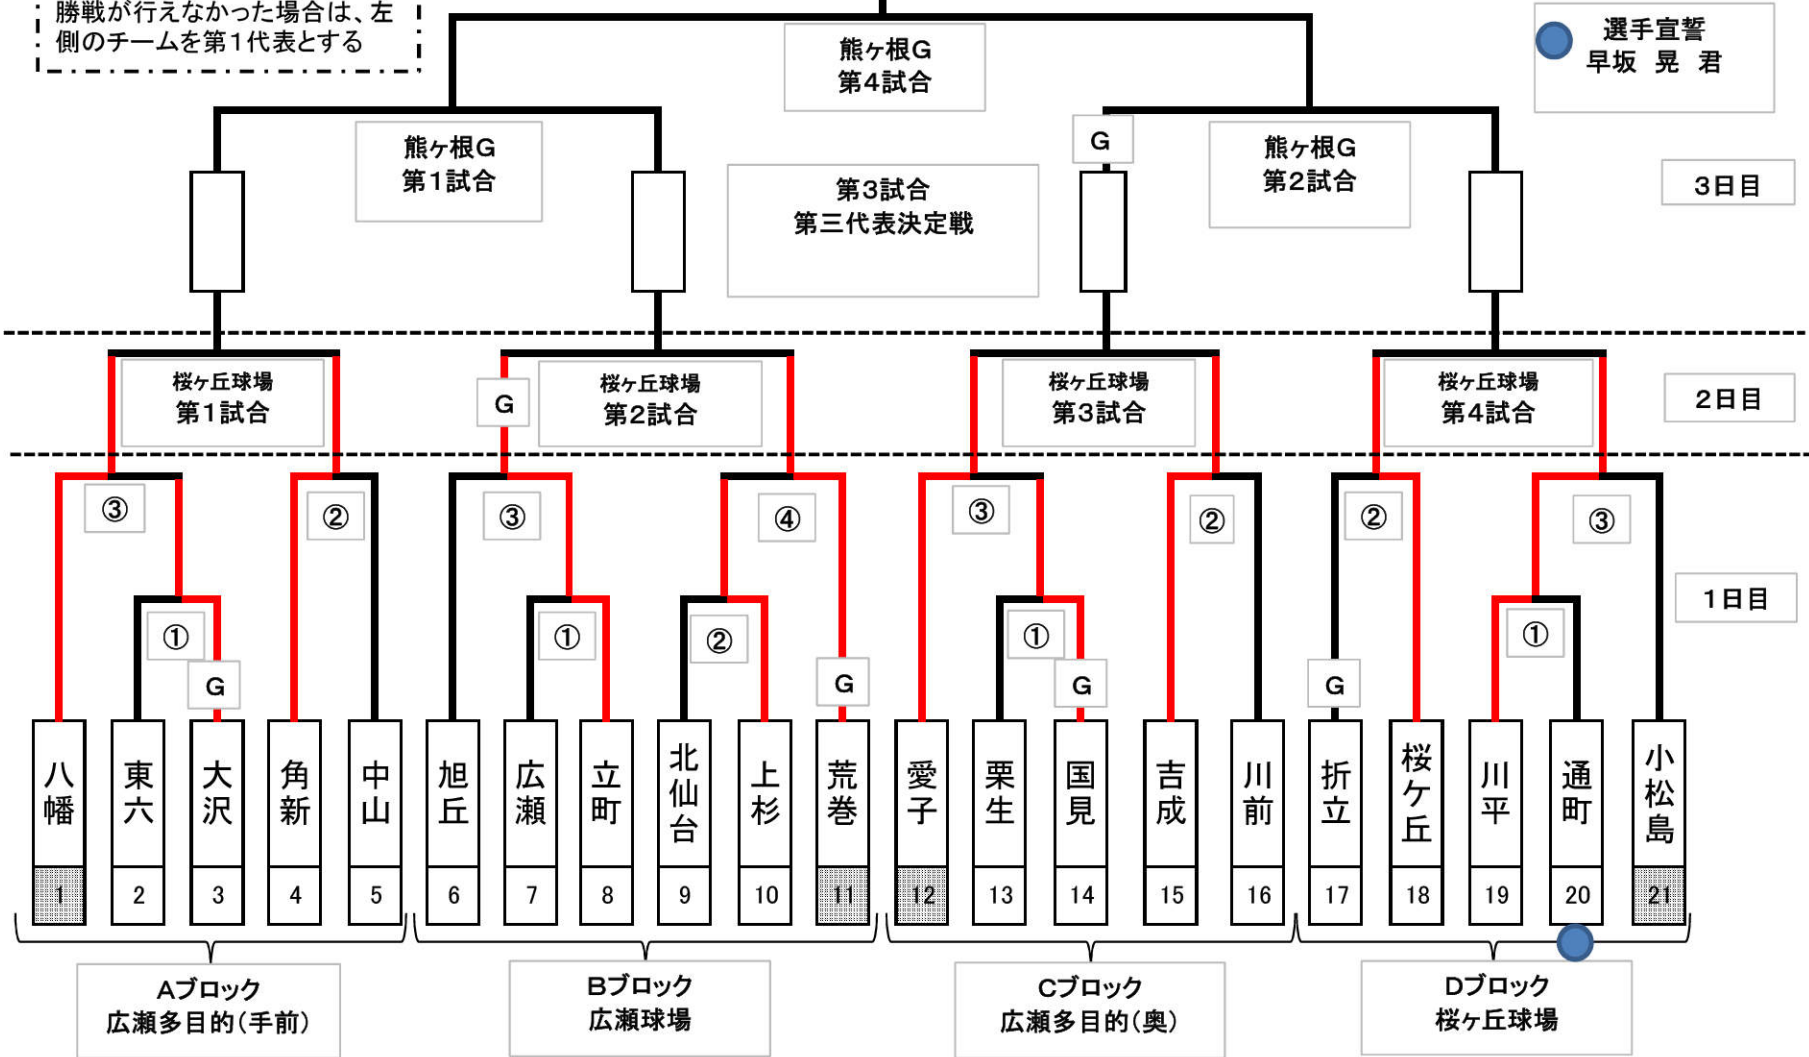 勝戦が行えなかった場合は、左
側のチームを第1代表とする
選手宣誓
早坂 晃 君
熊ヶ根G
第4試合
熊ヶ根G
第1試合
G
熊ヶ根G
第2試合
第3試合
第三代表決定戦
3日目
桜ヶ丘球場
第1試合
G
桜ヶ丘球場
第2試合
桜ヶ丘球場
第3試合
桜ヶ丘球場
第4試合
2日目
③
②
③
④
③
②
②
③
1日目
①
①
②
①
①
G
G
G
G
八幡
東六
大沢
角新
中山
旭丘
広瀬
立町
北仙台
上杉
荒巻
愛子
栗生
国見
吉成
川前
折立
桜ケ丘
川平
通町
小松島
1
2
3
4
5
6
7
8
9
10
11
12
13
14
15
16
17
18
19
20
21
Aブロック
広瀬多目的(手前)
Bブロック
広瀬球場
Cブロック
広瀬多目的(奥)
Dブロック
桜ヶ丘球場